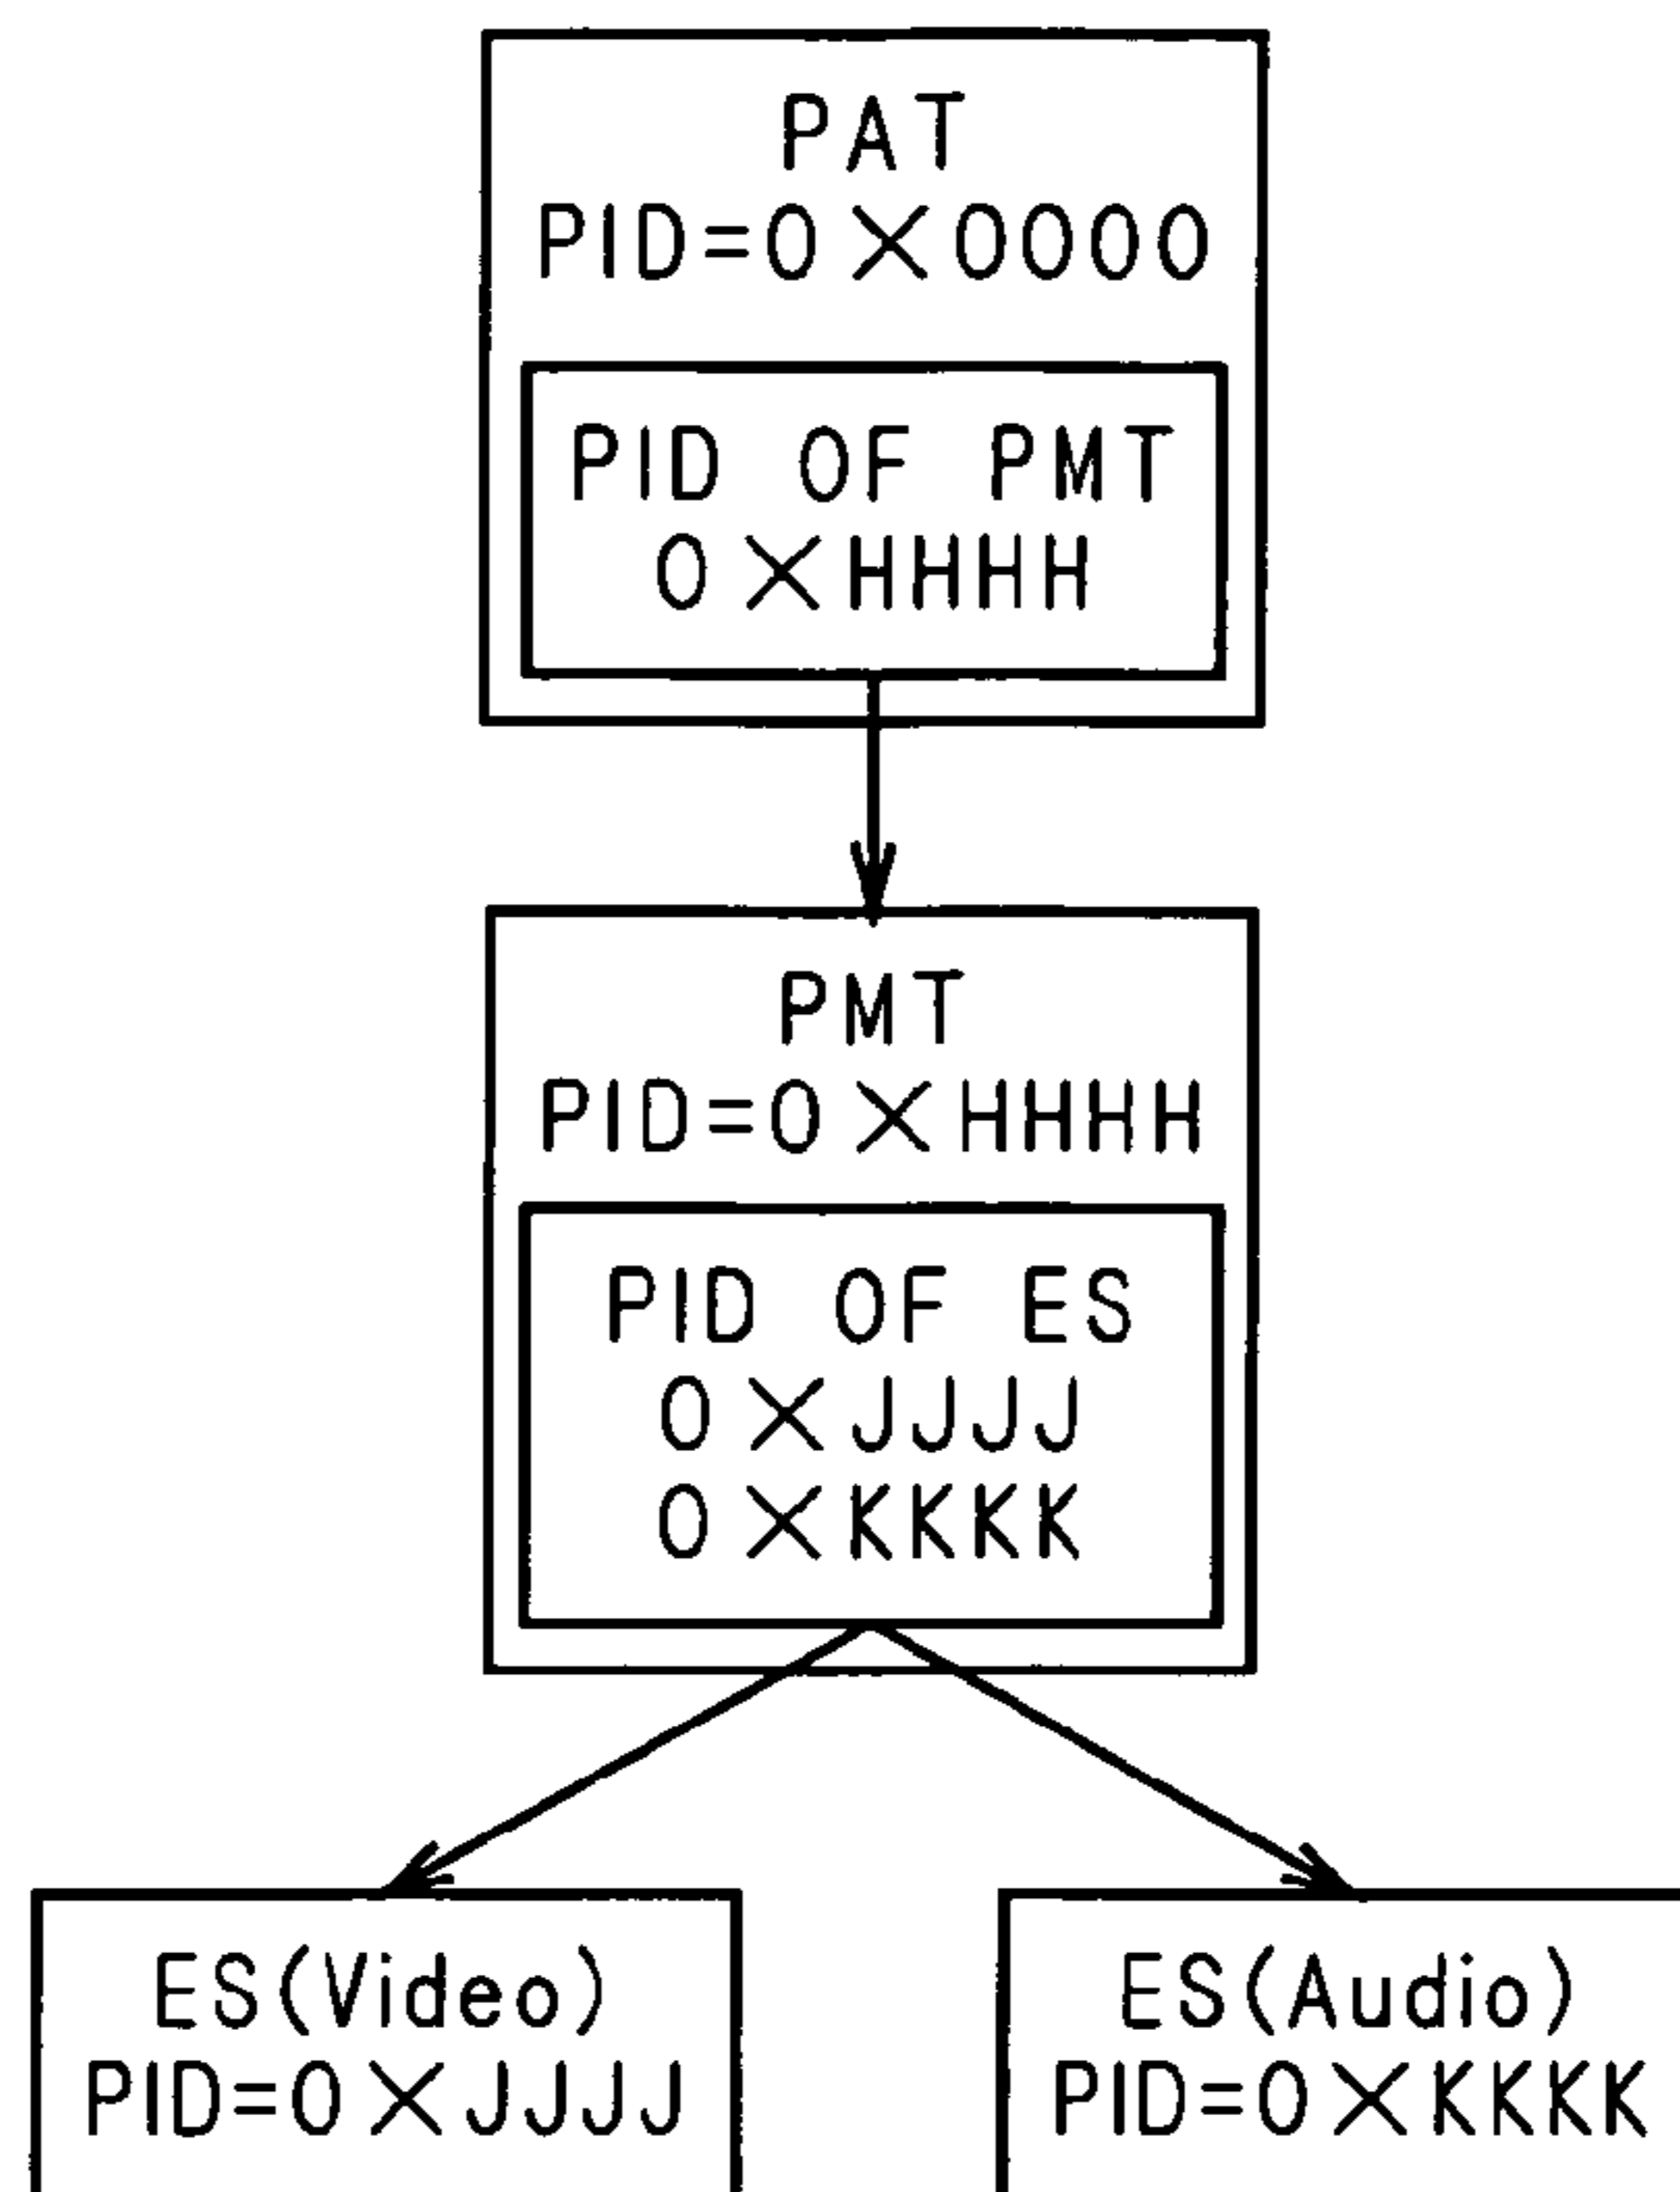 PAT
PID=0×0000
PID OF PMT
0×HHHH
PMT
PID=0×HHHH
PID OF ES
0×JJJJ
0×KKKK
ES(Video)
PID=0×JJJJ
ES(Audio)
PID=0×KKKK